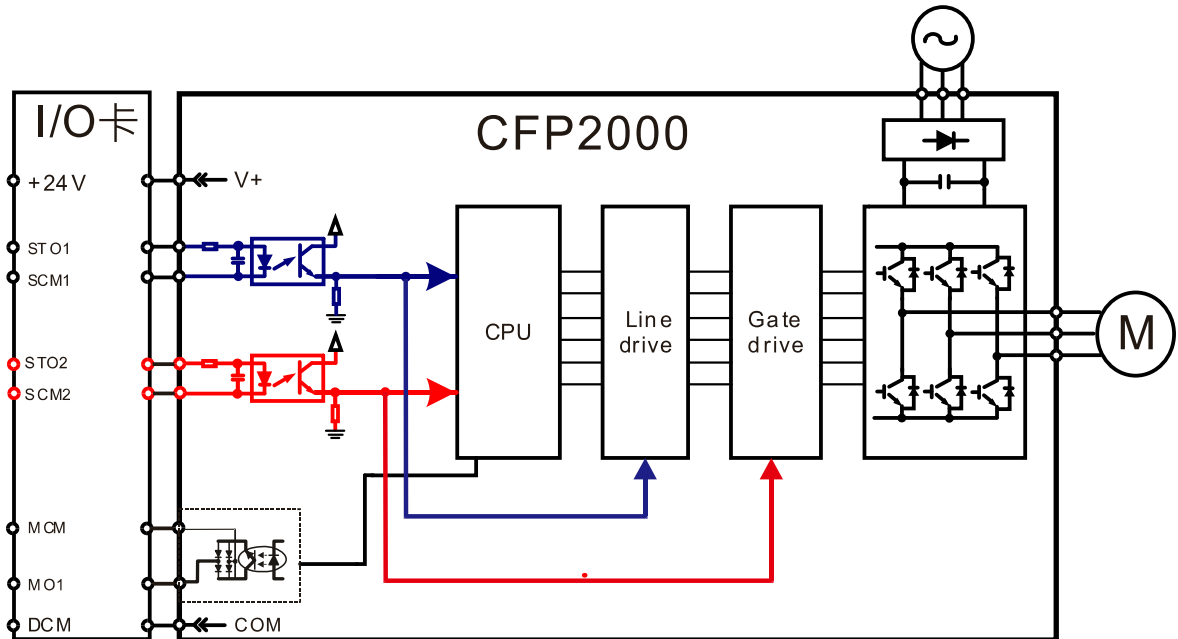 I/O卡
CFP2000
+24V
V+
STO1
SCM1
STO2
SCM2
CPU
Line
drive
Gate
drive
M
MCM
MO1
DCM
COM